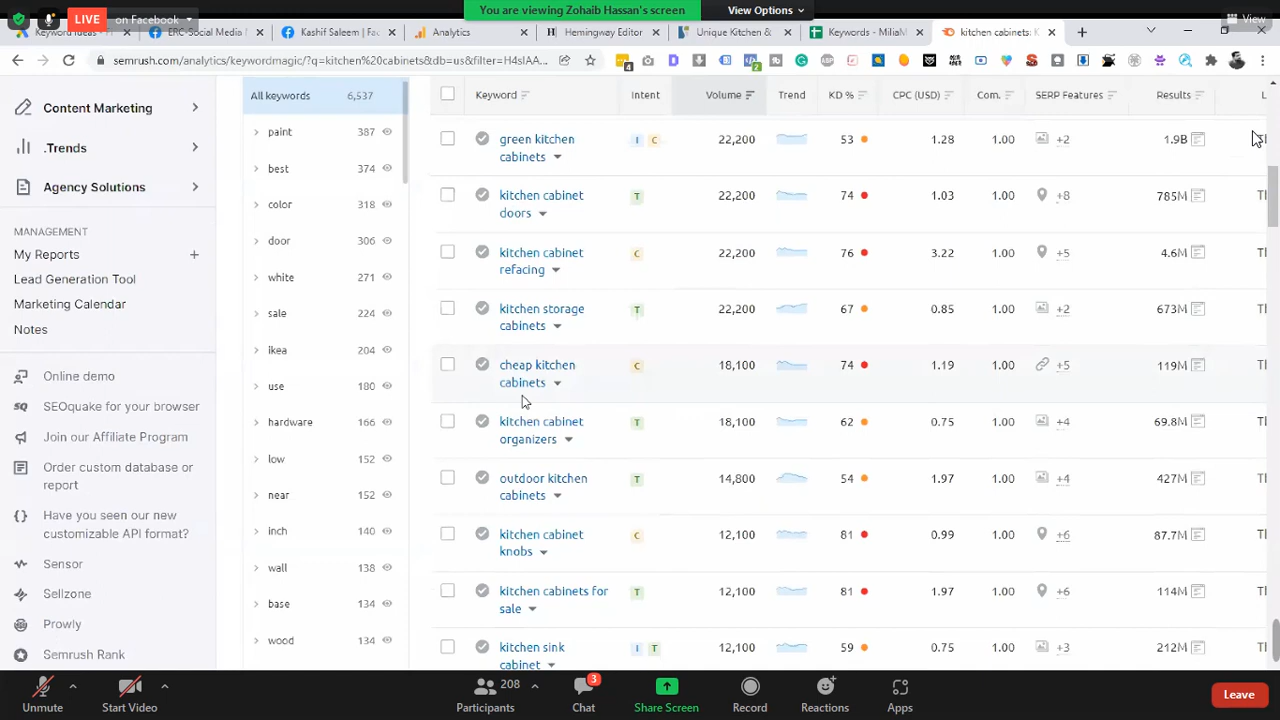 LIVE on Facebook
You are viewing Zohaib Hassan's screen
View Options
View
Keyword ideas
ERC-Social Media
Kashif Saleem | Fac
Analytics
Hemingway Editor
Unique Kitchen &
Keywords - MiliaM
kitchen cabinets: K
semrush.com/analytics/keywordmagic/?q=kitchen%20cabinets&db=us&filter=H4sIAA...
Content Marketing
.Trends
Agency Solutions
MANAGEMENT
My Reports
Lead Generation Tool
Marketing Calendar
Notes
Online demo
SEOquake for your browser
Join our Affiliate Program
Order custom database or
report
Have you seen our new
customizable API format?
Sensor
Sellzone
Prowly
Semrush Rank
All keywords 6,537
paint 387
best 374
color 318
door 306
white 271
sale 224
ikea 204
use 180
hardware 166
low 152
near 152
inch 140
wall 138
base 134
wood 134
Keyword Intent Volume Trend KD % CPC (USD) Com. SERP Features Results
green kitchen
cabinets I C 22,200 53 1.28 1.00 +2 1.9B
kitchen cabinet
doors T 22,200 74 1.03 1.00 +8 785M
kitchen cabinet
refacing C 22,200 76 3.22 1.00 +5 4.6M
kitchen storage
cabinets T 22,200 67 0.85 1.00 +2 673M
cheap kitchen
cabinets C 18,100 74 1.19 1.00 +5 119M
kitchen cabinet
organizers T 18,100 62 0.75 1.00 +4 69.8M
outdoor kitchen
cabinets T 14,800 54 1.97 1.00 +4 427M
kitchen cabinet
knobs C 12,100 81 0.99 1.00 +6 87.7M
kitchen cabinets for
sale T 12,100 81 1.97 1.00 +6 114M
kitchen sink
cabinet I T 12,100 59 0.75 1.00 +3 212M
Unmute
Start Video
208
Participants
3
Chat
Share Screen
Record
Reactions
Apps
Leave